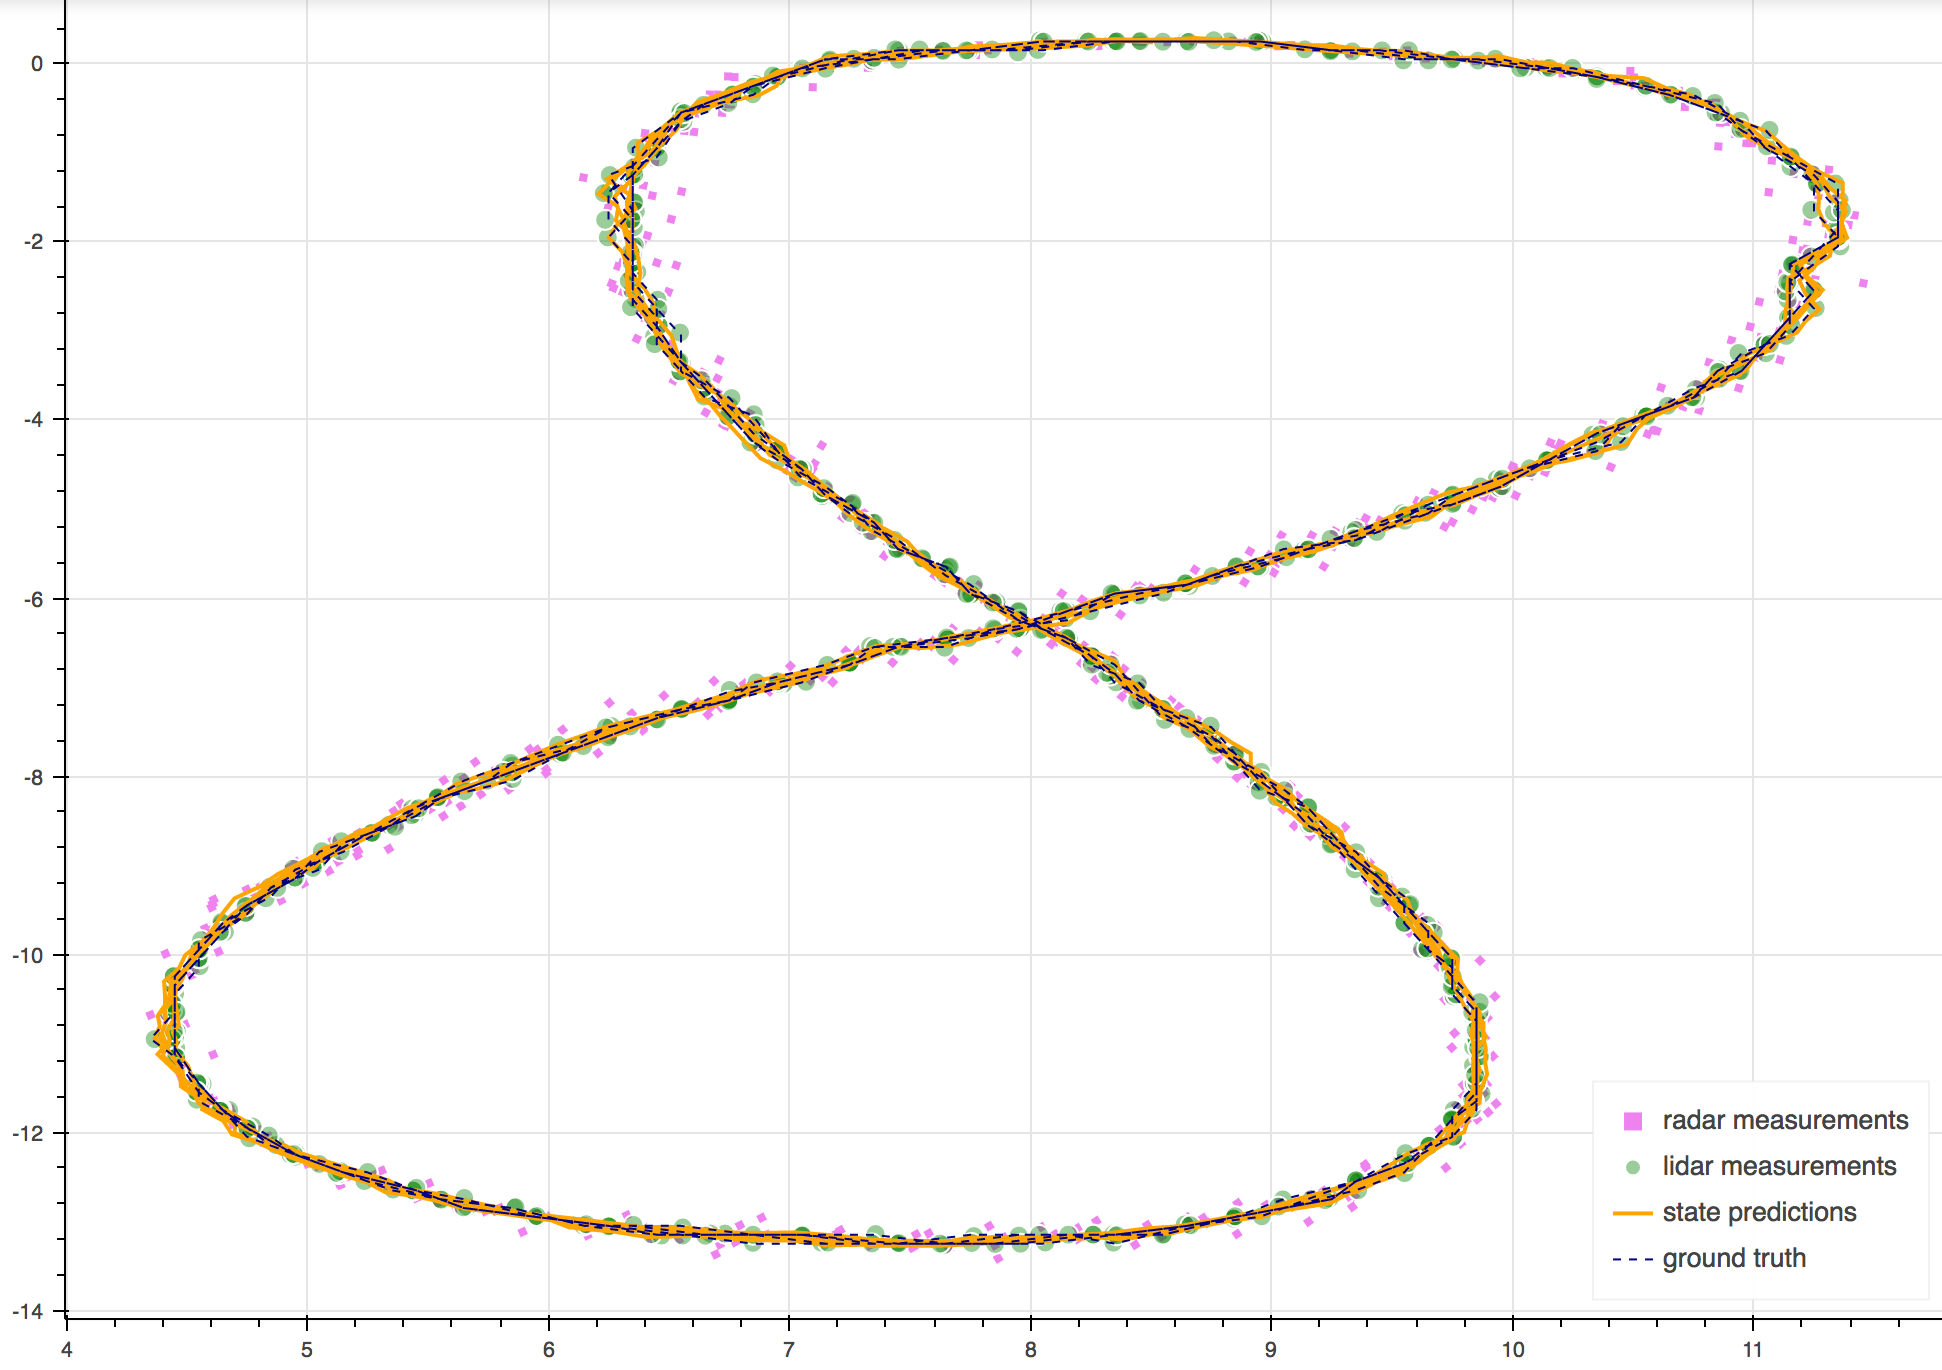 0
-2
-4
-6
-8
-10
-12
-14
4 5 6 7 8 9 10 11
radar measurements
lidar measurements
state predictions
ground truth